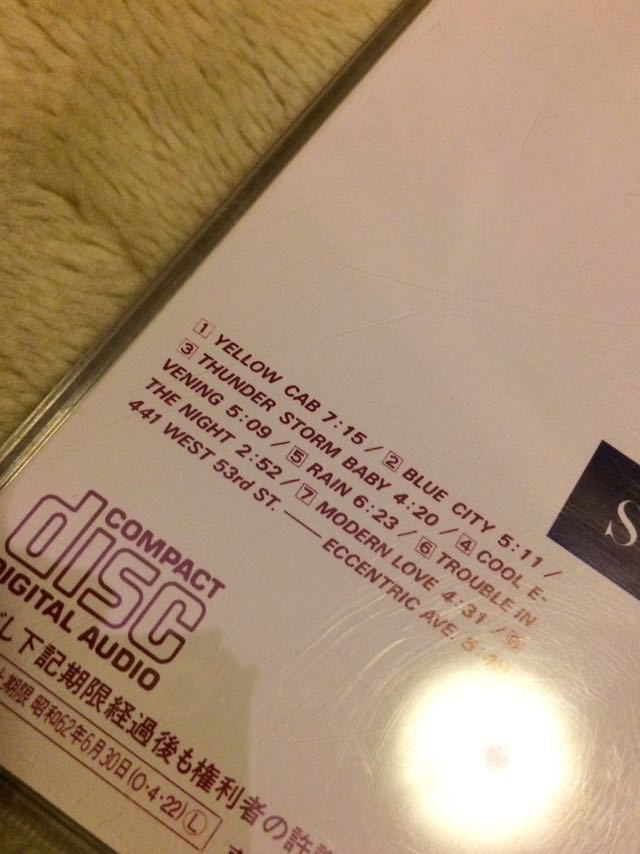 1 YELLOW CAB 7:15 / 2 BLUE CITY 5:11 /
3 THUNDER STORM BABY 4:20 / 4 COOL E-
VENING 5:09 / 5 RAIN 6:23 / 6 TROUBLE IN
THE NIGHT 2:52 / 7 MODERN LOVE 4:31 / 8
441 WEST 53rd ST. —— ECCENTRIC AVE.
S
COMPACT
disc
DIGITAL AUDIO
し下記期限経過後も権利者の許
期限 昭和62年6月30日(O・4・22)Ⓛ